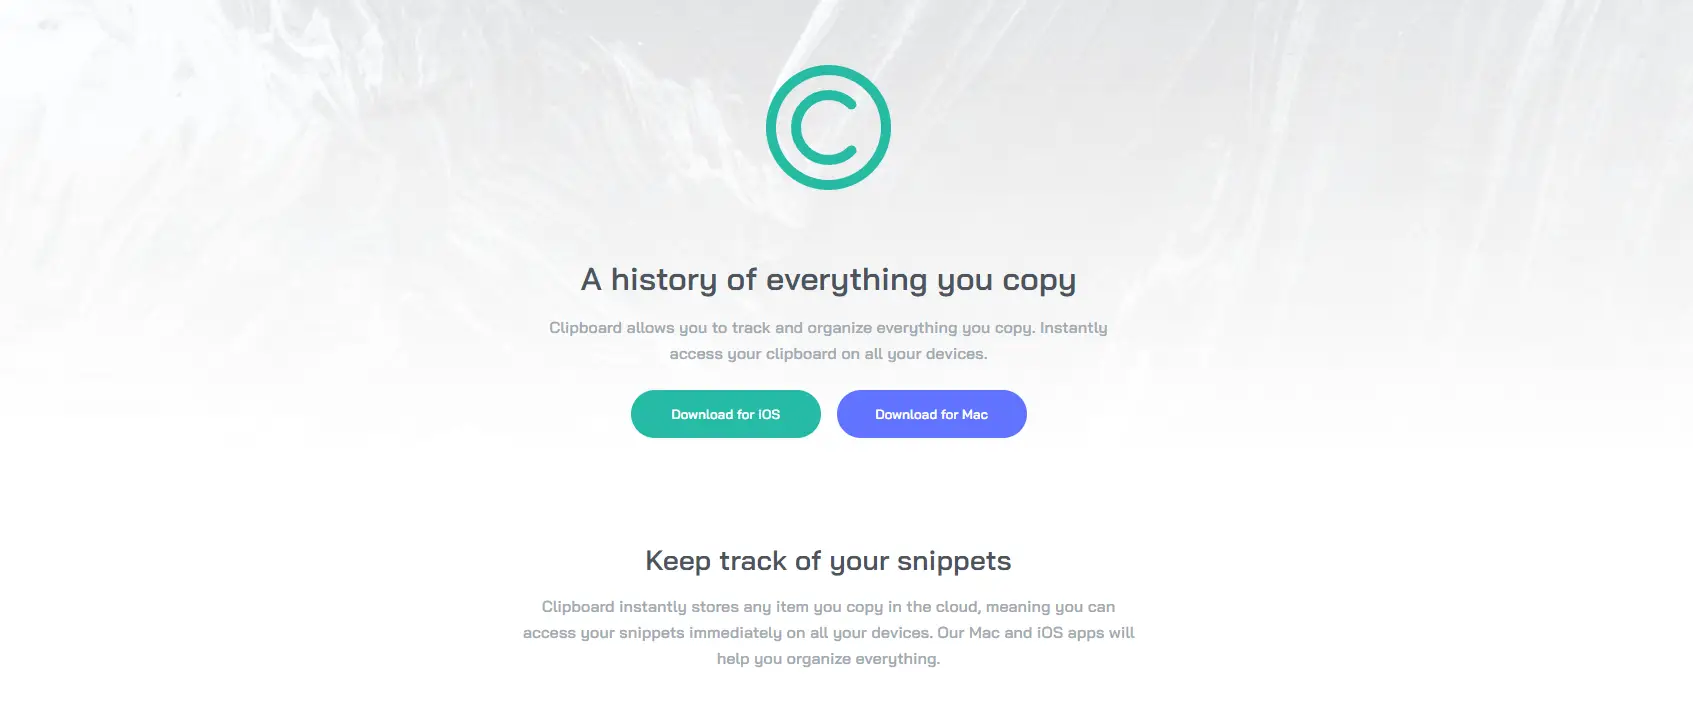 A history of everything you copy
Clipboard allows you to track and organize everything you copy. Instantly
access your clipboard on all your devices.
Download for iOS
Download for Mac
Keep track of your snippets
Clipboard instantly stores any item you copy in the cloud, meaning you can
access your snippets immediately on all your devices. Our Mac and iOS apps will
help you organize everything.